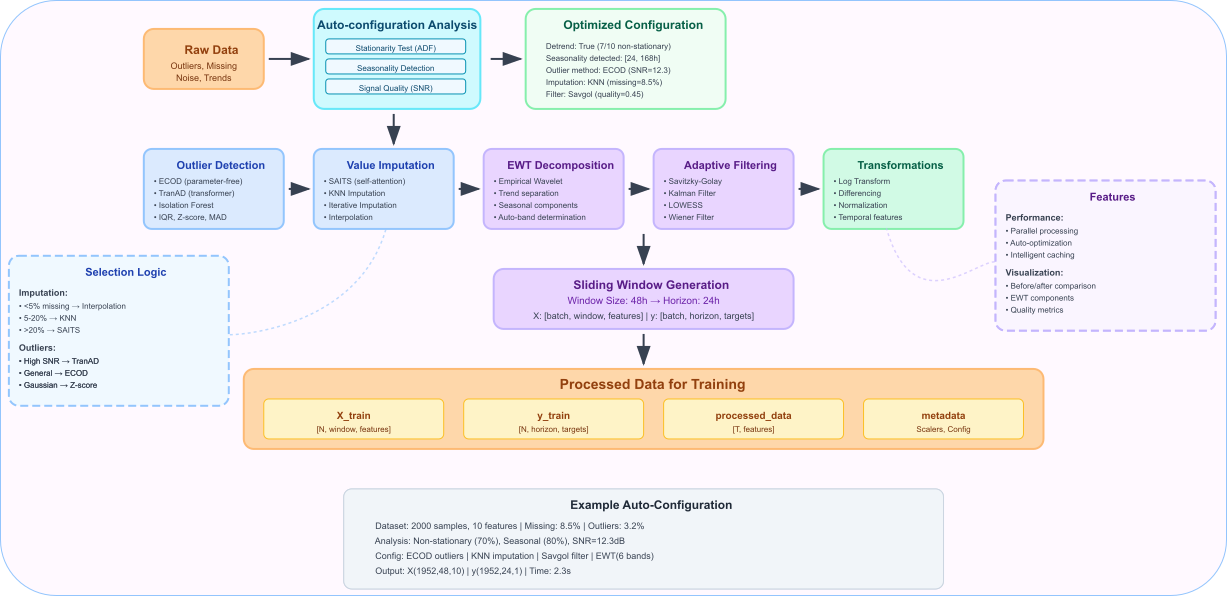 Raw Data
Outliers, Missing
Noise, Trends
Auto-configuration Analysis
Stationarity Test (ADF)
Seasonality Detection
Signal Quality (SNR)
Optimized Configuration
Detrend: True (7/10 non-stationary)
Seasonality detected: [24, 168h]
Outlier method: ECOD (SNR=12.3)
Imputation: KNN (missing=8.5%)
Filter: Savgol (quality=0.45)
Outlier Detection
• ECOD (parameter-free)
• TranAD (transformer)
• Isolation Forest
• IQR, Z-score, MAD
Value Imputation
• SAITS (self-attention)
• KNN Imputation
• Iterative Imputation
• Interpolation
EWT Decomposition
• Empirical Wavelet
• Trend separation
• Seasonal components
• Auto-band determination
Adaptive Filtering
• Savitzky-Golay
• Kalman Filter
• LOWESS
• Wiener Filter
Transformations
• Log Transform
• Differencing
• Normalization
• Temporal features
Features
Performance:
• Parallel processing
• Auto-optimization
• Intelligent caching
Visualization:
• Before/after comparison
• EWT components
• Quality metrics
Selection Logic
Imputation:
• <5% missing → Interpolation
• 5-20% → KNN
• >20% → SAITS
Outliers:
• High SNR → TranAD
• General → ECOD
• Gaussian → Z-score
Sliding Window Generation
Window Size: 48h → Horizon: 24h
X: [batch, window, features] | y: [batch, horizon, targets]
Processed Data for Training
X_train
[N, window, features]
y_train
[N, horizon, targets]
processed_data
[T, features]
metadata
Scalers, Config
Example Auto-Configuration
Dataset: 2000 samples, 10 features | Missing: 8.5% | Outliers: 3.2%
Analysis: Non-stationary (70%), Seasonal (80%), SNR=12.3dB
Config: ECOD outliers | KNN imputation | Savgol filter | EWT(6 bands)
Output: X(1952,48,10) | y(1952,24,1) | Time: 2.3s